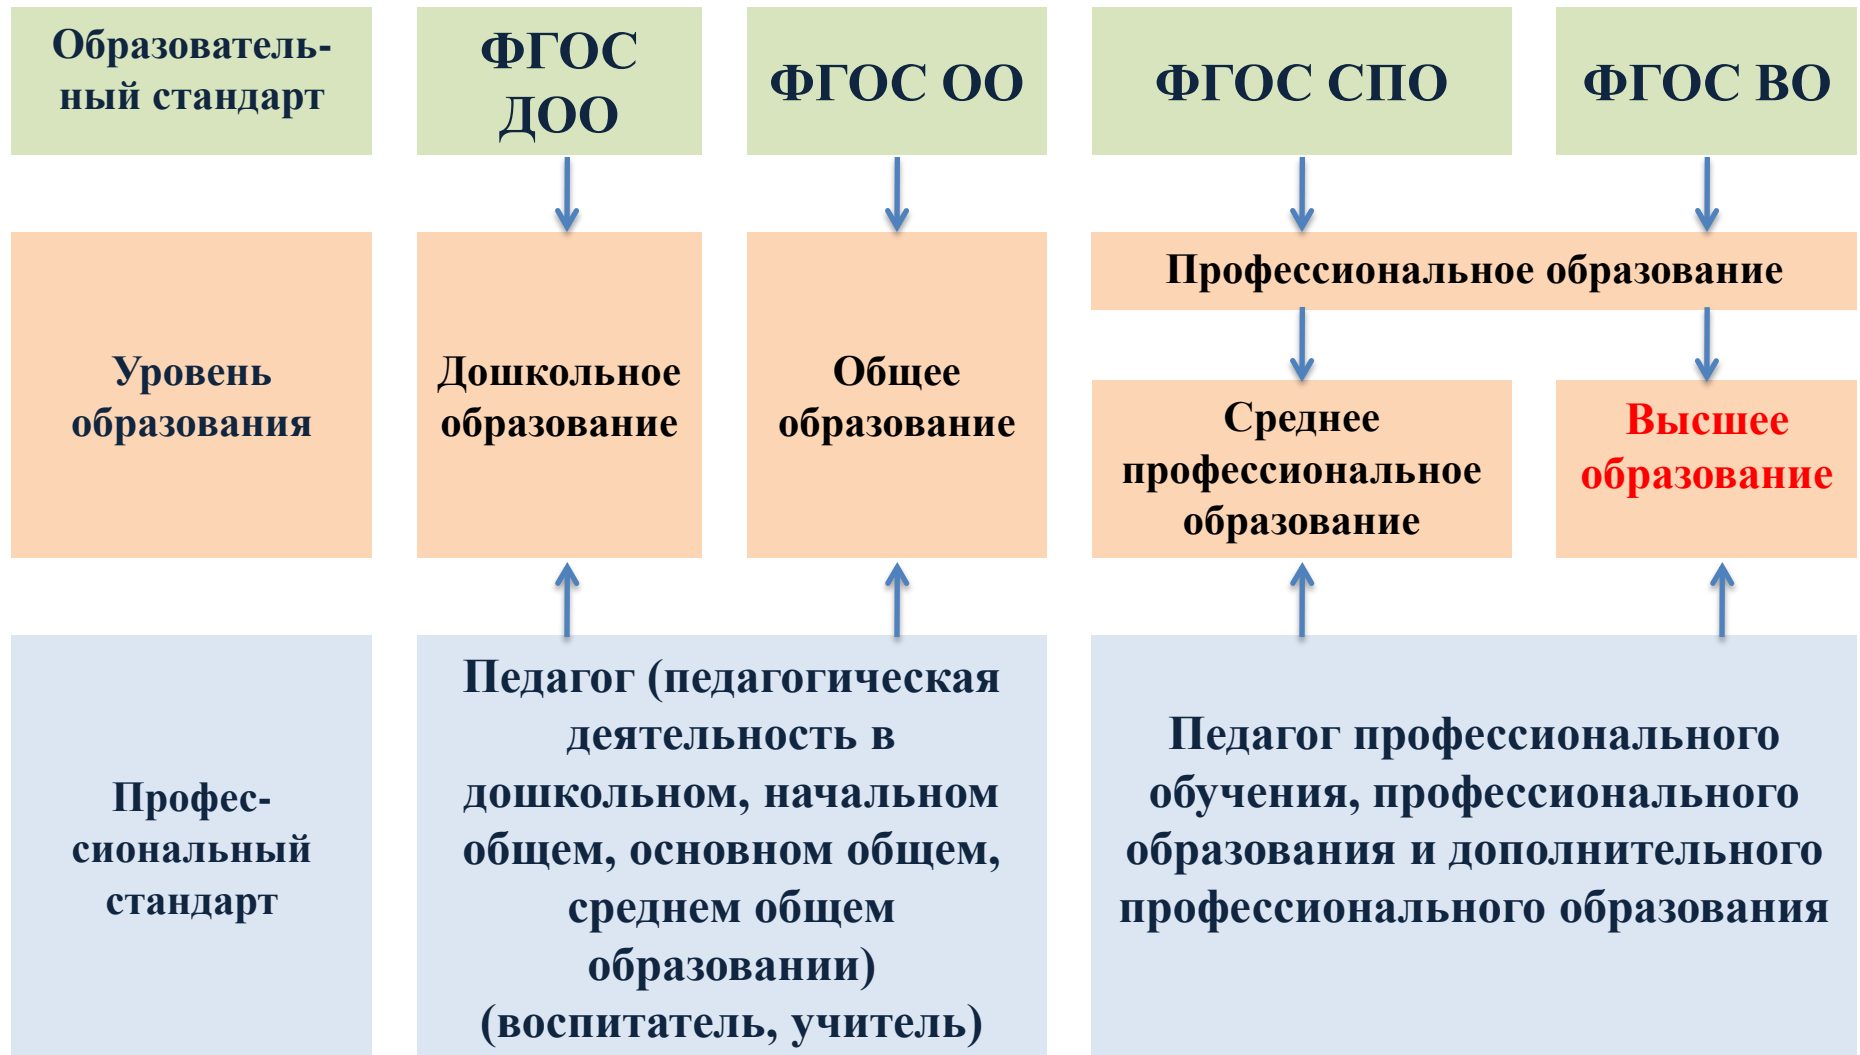 Образователь-
ный стандарт
ФГОС
ДОО
ФГОС ОО
ФГОС СПО
ФГОС ВО
Уровень
образования
Дошкольное
образование
Общее
образование
Профессиональное образование
Среднее
профессиональное
образование
Высшее
образование
Профес-
сиональный
стандарт
Педагог (педагогическая
деятельность в
дошкольном, начальном
общем, основном общем,
среднем общем
образовании)
(воспитатель, учитель)
Педагог профессионального
обучения, профессионального
образования и дополнительного
профессионального образования